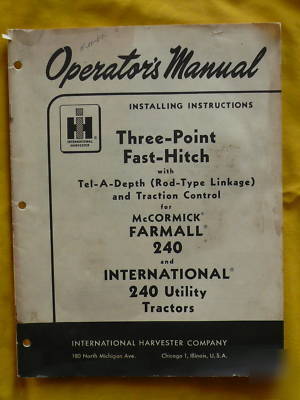 Operator's Manual
INSTALLING INSTRUCTIONS
IH
INTERNATIONAL
HARVESTER
Three-Point
Fast-Hitch
with
Tel-A-Depth (Rod-Type Linkage)
and Traction Control
for
McCORMICK®
FARMALL®
240
and
INTERNATIONAL®
240 Utility
Tractors
INTERNATIONAL HARVESTER COMPANY
180 North Michigan Ave. Chicago 1, Illinois, U.S.A.